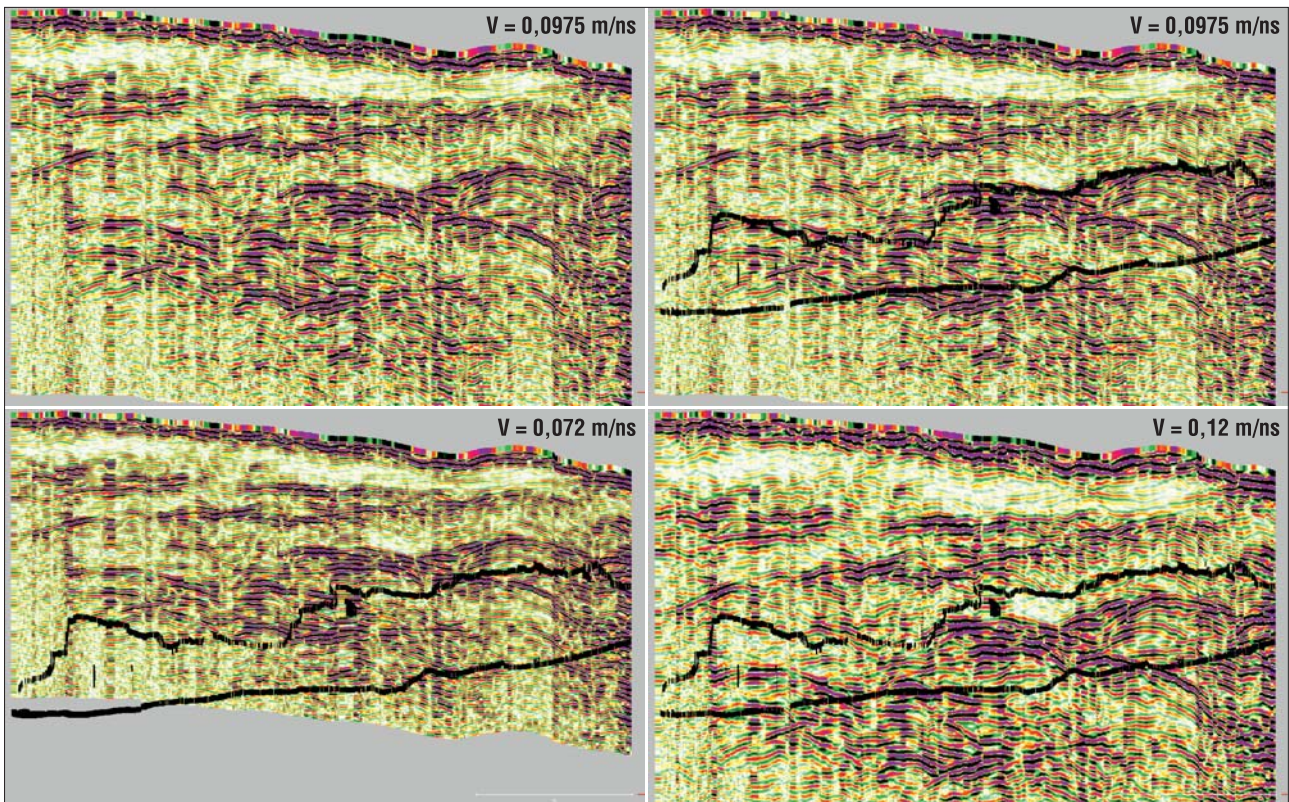 V = 0,0975 m/ns
V = 0,0975 m/ns
V = 0,072 m/ns
V = 0,12 m/ns